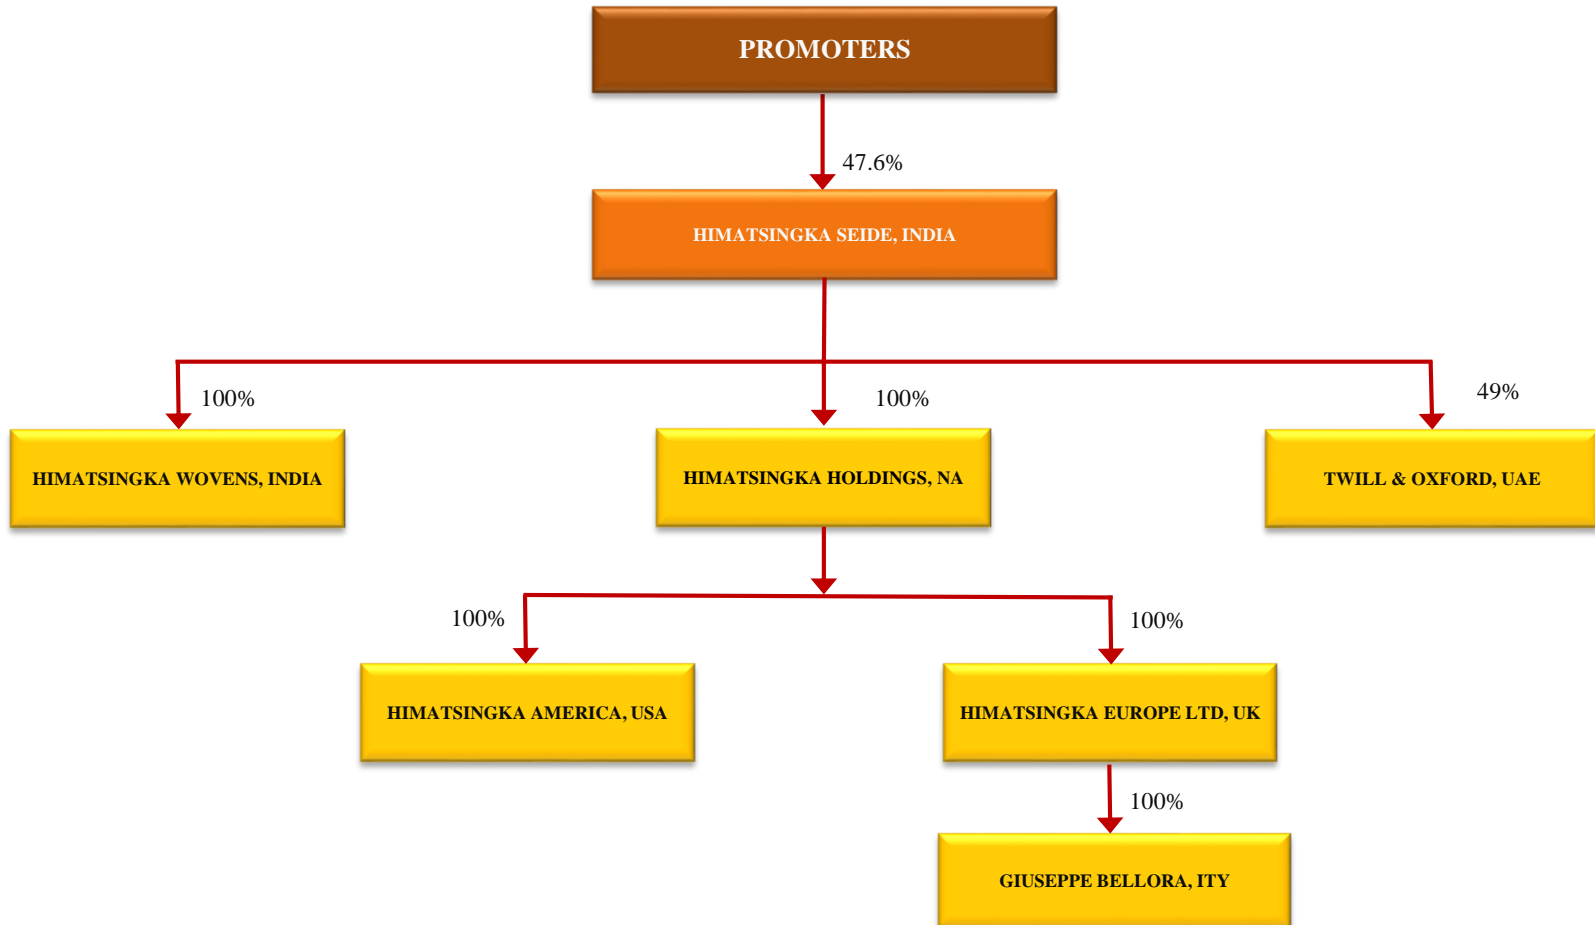 PROMOTERS
47.6%
HIMATSINGKA SEIDE, INDIA
100%
100%
49%
HIMATSINGKA WOVENS, INDIA
HIMATSINGKA HOLDINGS, NA
TWILL & OXFORD, UAE
100%
100%
HIMATSINGKA AMERICA, USA
HIMATSINGKA EUROPE LTD, UK
100%
GIUSEPPE BELLORA, ITY